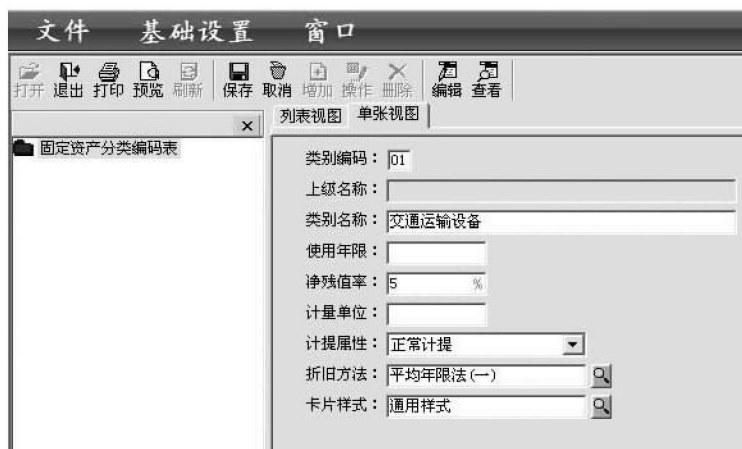 文件 基础设置 窗口
打开 退出 打印 预览 刷新 保存 取消 增加 操作 删除 编辑 查看
列表视图 单张视图
固定资产分类编码表
类别编码： 01
上级名称：
类别名称： 交通运输设备
使用年限：
净残值率： 5 %
计量单位：
计提属性： 正常计提
折旧方法： 平均年限法(一)
卡片样式： 通用样式